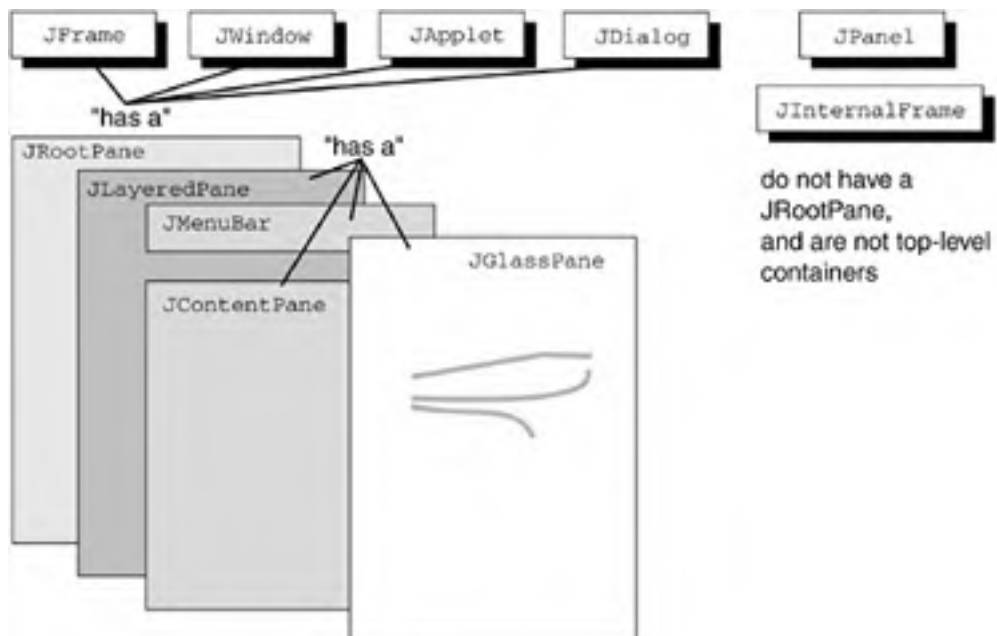 JFrame
JWindow
JApplet
JDialog
JPanel
JInternalFrame
"has a"
"has a"
JRootPane
JLayeredPane
JMenuBar
JGlassPane
JContentPane
do not have a
JRootPane,
and are not top-level
containers